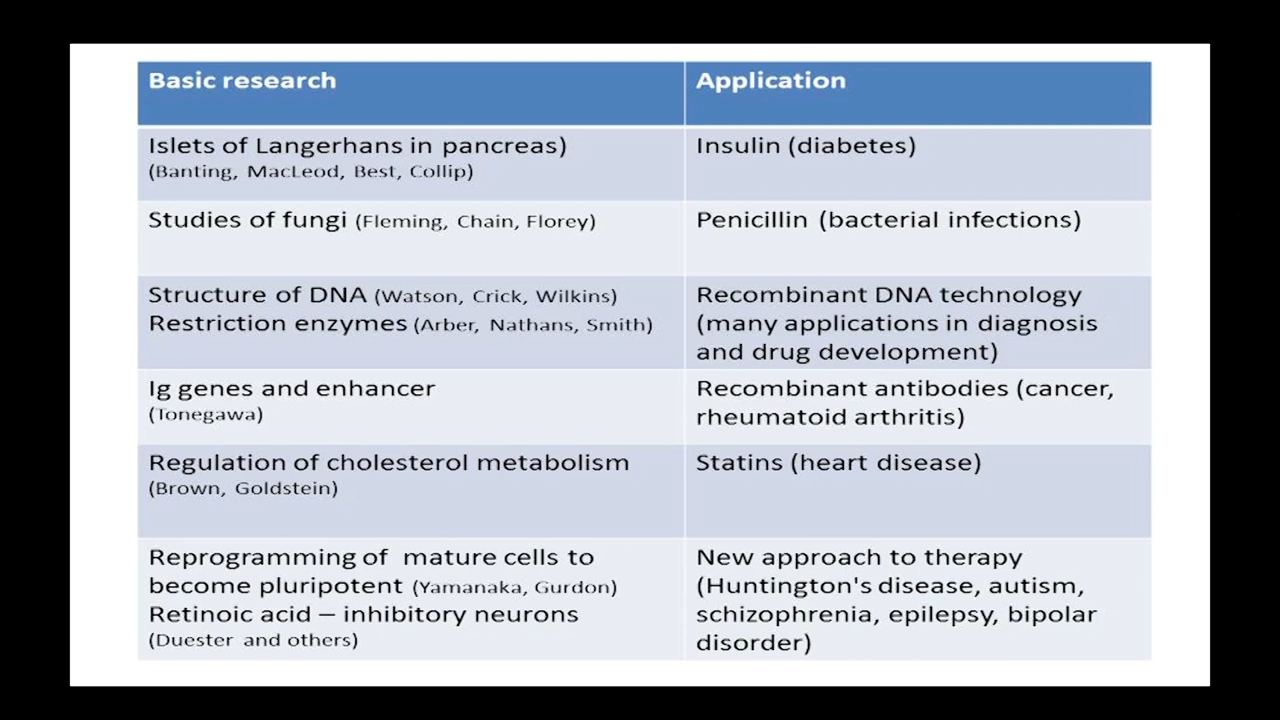 Basic research
Application
Islets of Langerhans in pancreas)
(Banting, MacLeod, Best, Collip)
Insulin (diabetes)
Studies of fungi (Fleming, Chain, Florey)
Penicillin (bacterial infections)
Structure of DNA (Watson, Crick, Wilkins)
Restriction enzymes (Arber, Nathans, Smith)
Recombinant DNA technology
(many applications in diagnosis
and drug development)
Ig genes and enhancer
(Tonegawa)
Recombinant antibodies (cancer,
rheumatoid arthritis)
Regulation of cholesterol metabolism
(Brown, Goldstein)
Statins (heart disease)
Reprogramming of  mature cells to
become pluripotent (Yamanaka, Gurdon)
Retinoic acid – inhibitory neurons
(Duester and others)
New approach to therapy
(Huntington's disease, autism,
schizophrenia, epilepsy, bipolar
disorder)